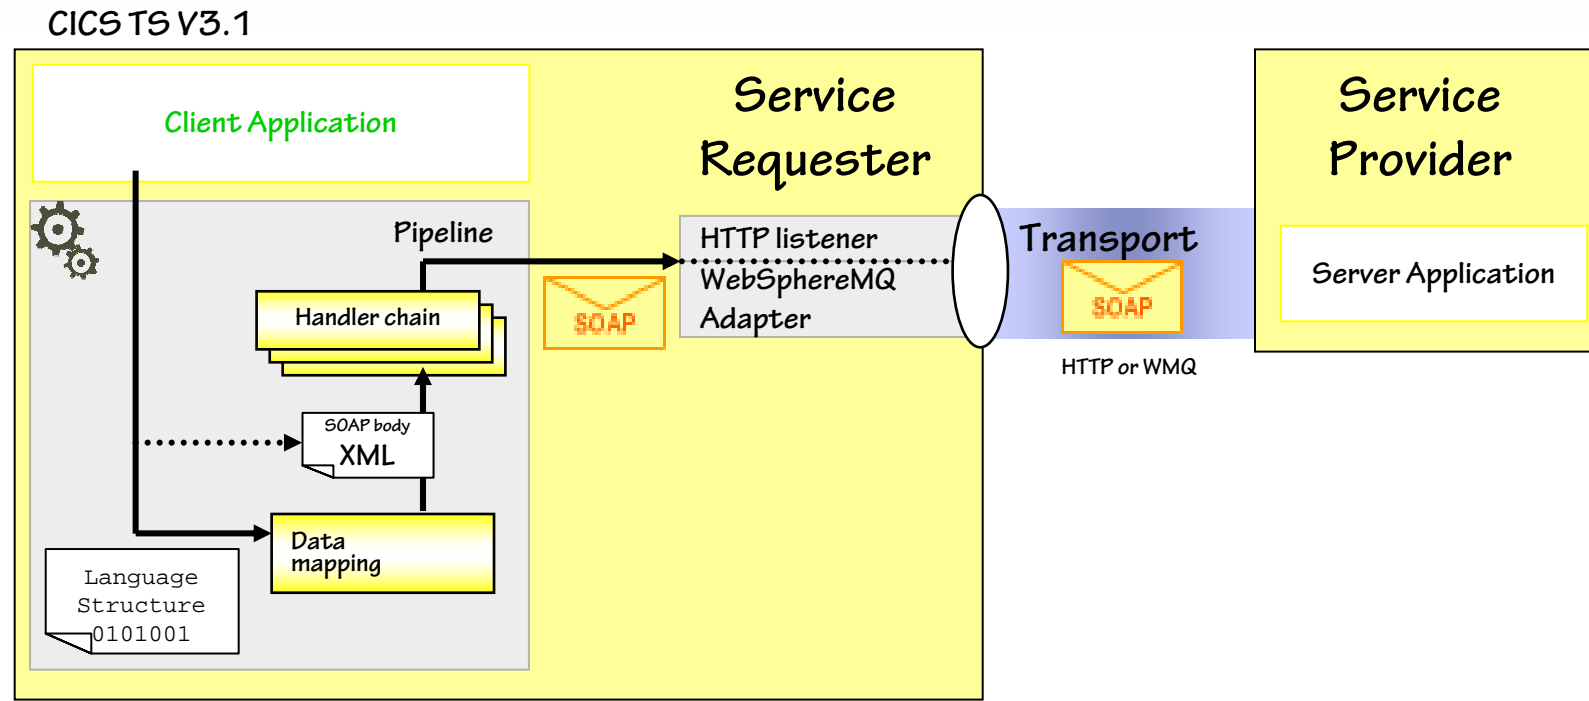 CICS TS V3.1
Client Application
Service
Requester
Service
Provider
Pipeline
HTTP listener
WebSphereMQ
Adapter
Transport
Server Application
Handler chain
SOAP
SOAP
HTTP or WMQ
SOAP body
XML
Data
mapping
Language
Structure
0101001